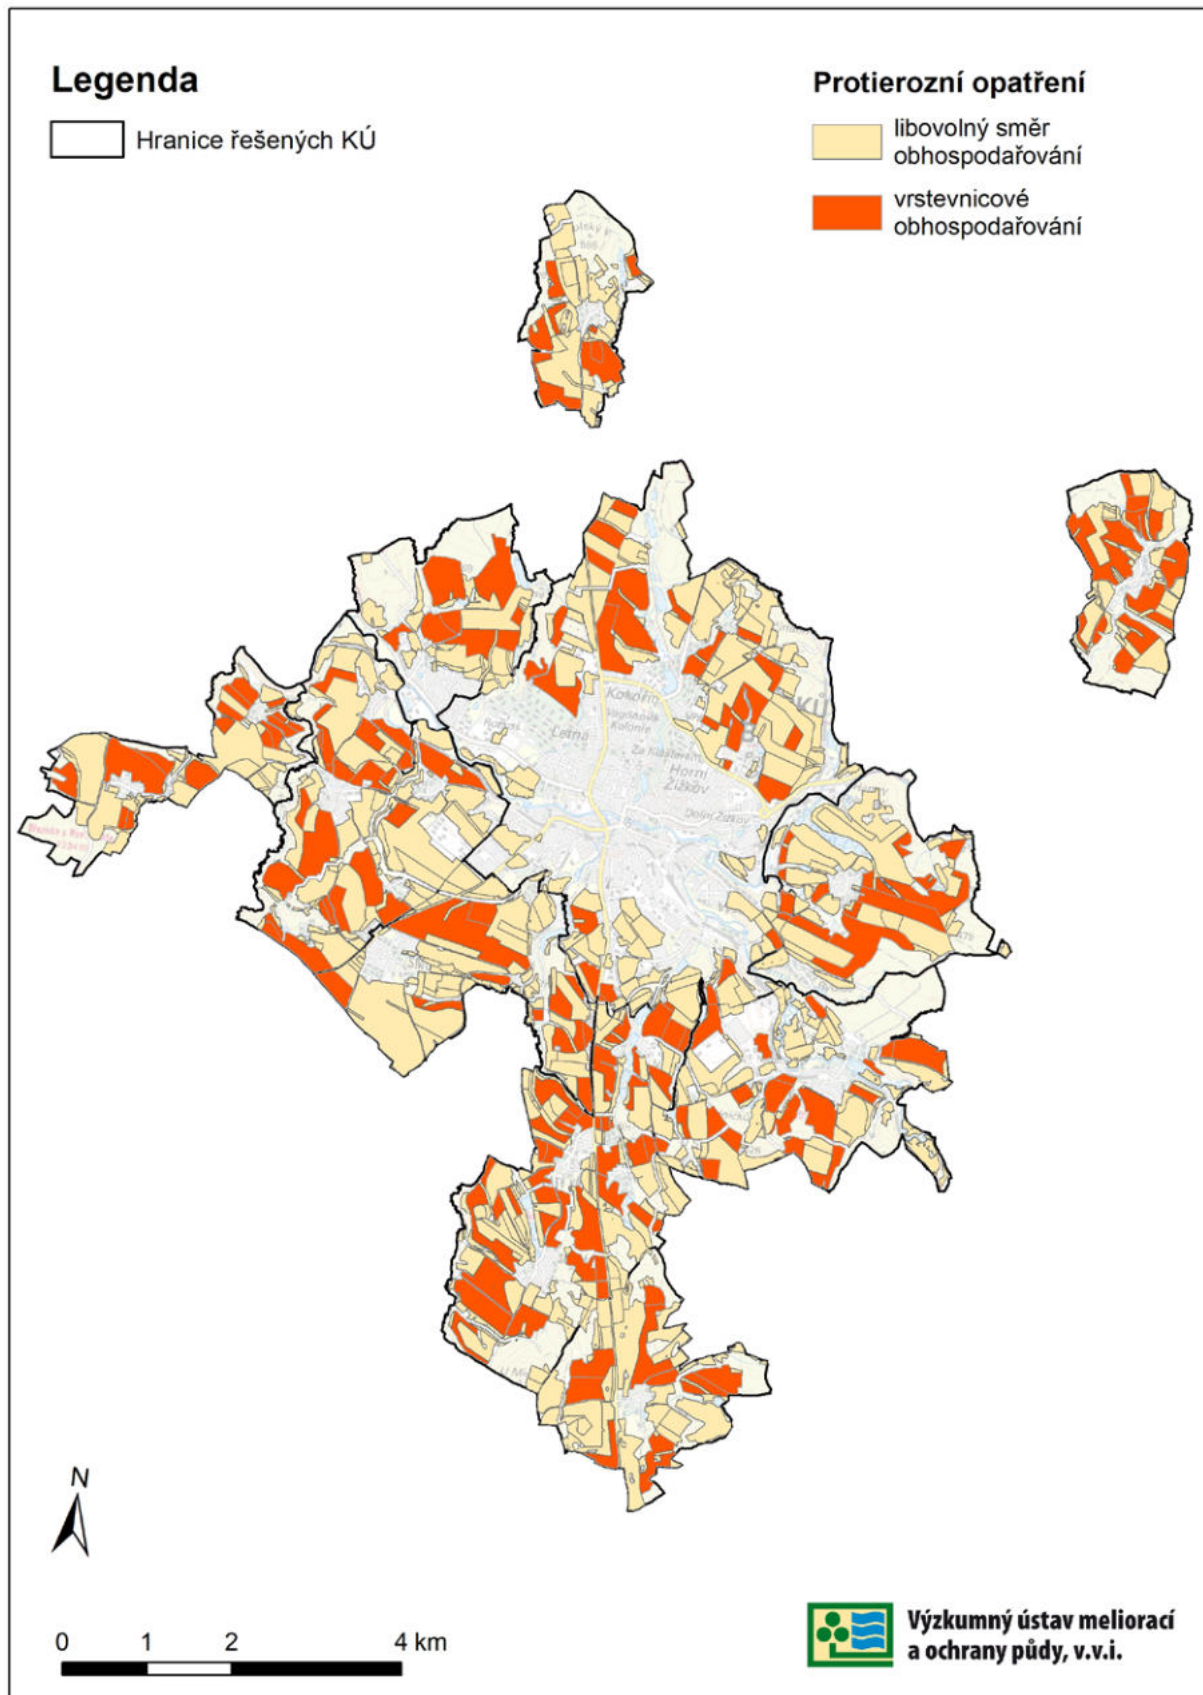 Legenda
Hranice řešených KÚ
Protierozní opatření
libovolný směr
obhospodařování
vrstevnicové
obhospodařování
Kokořín
Letná
Horní
Žižkov
Dolní Žižkov
N
0 1 2 4 km
Výzkumný ústav meliorací
a ochrany půdy, v.v.i.